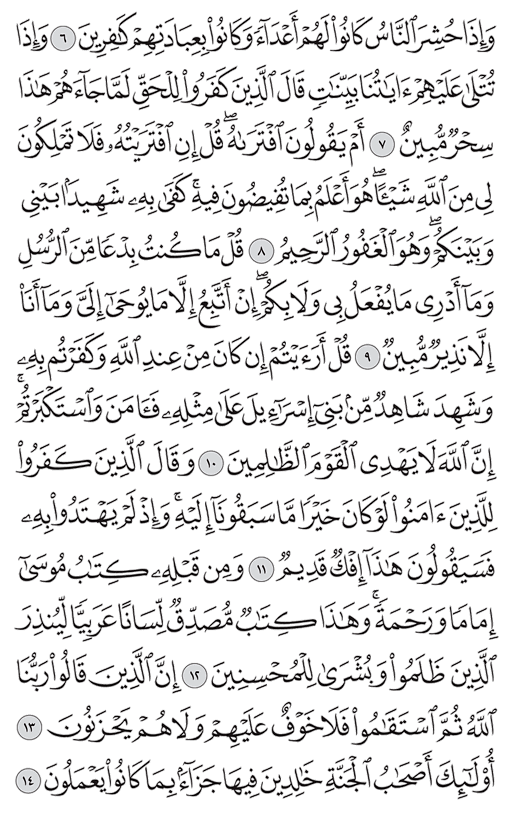 وَإِذَا حُشِرَ ٱلنَّاسُ كَانُوا۟ لَهُمْ أَعْدَآءً وَكَانُوا۟ بِعِبَادَتِهِمْ كَـٰفِرِينَ ٦ وَإِذَا
تُتْلَىٰ عَلَيْهِمْ ءَايَـٰتُنَا بَيِّنَـٰتٍ قَالَ ٱلَّذِينَ كَفَرُوا۟ لِلْحَقِّ لَمَّا جَآءَهُمْ هَـٰذَا
سِحْرٌ مُّبِينٌ ٧ أَمْ يَقُولُونَ ٱفْتَرَىٰهُ ۖ قُلْ إِنِ ٱفْتَرَيْتُهُۥ فَلَا تَمْلِكُونَ
لِى مِنَ ٱللَّهِ شَيْـًٔا ۖ هُوَ أَعْلَمُ بِمَا تُفِيضُونَ فِيهِ ۖ كَفَىٰ بِهِۦ شَهِيدًۢا بَيْنِى
وَبَيْنَكُمْ ۖ وَهُوَ ٱلْغَفُورُ ٱلرَّحِيمُ ٨ قُلْ مَا كُنتُ بِدْعًا مِّنَ ٱلرُّسُلِ
وَمَآ أَدْرِى مَا يُفْعَلُ بِى وَلَا بِكُمْ ۖ إِنْ أَتَّبِعُ إِلَّا مَا يُوحَىٰٓ إِلَىَّ وَمَآ أَنَا۠
إِلَّا نَذِيرٌ مُّبِينٌ ٩ قُلْ أَرَءَيْتُمْ إِن كَانَ مِنْ عِندِ ٱللَّهِ وَكَفَرْتُم بِهِۦ
وَشَهِدَ شَاهِدٌ مِّنۢ بَنِىٓ إِسْرَٰٓءِيلَ عَلَىٰ مِثْلِهِۦ فَـَٔامَنَ وَٱسْتَكْبَرْتُمْ ۖ
إِنَّ ٱللَّهَ لَا يَهْدِى ٱلْقَوْمَ ٱلظَّـٰلِمِينَ ١٠ وَقَالَ ٱلَّذِينَ كَفَرُوا۟
لِلَّذِينَ ءَامَنُوا۟ لَوْ كَانَ خَيْرًا مَّا سَبَقُونَآ إِلَيْهِ ۚ وَإِذْ لَمْ يَهْتَدُوا۟ بِهِۦ
فَسَيَقُولُونَ هَـٰذَآ إِفْكٌ قَدِيمٌ ١١ وَمِن قَبْلِهِۦ كِتَـٰبُ مُوسَىٰٓ
إِمَامًا وَرَحْمَةً ۚ وَهَـٰذَا كِتَـٰبٌ مُّصَدِّقٌ لِّسَانًا عَرَبِيًّا لِّيُنذِرَ
ٱلَّذِينَ ظَلَمُوا۟ وَبُشْرَىٰ لِلْمُحْسِنِينَ ١٢ إِنَّ ٱلَّذِينَ قَالُوا۟ رَبُّنَا
ٱللَّهُ ثُمَّ ٱسْتَقَـٰمُوا۟ فَلَا خَوْفٌ عَلَيْهِمْ وَلَا هُمْ يَحْزَنُونَ ١٣
أُو۟لَـٰٓئِكَ أَصْحَـٰبُ ٱلْجَنَّةِ خَـٰلِدِينَ فِيهَا جَزَآءًۢ بِمَا كَانُوا۟ يَعْمَلُونَ ١٤